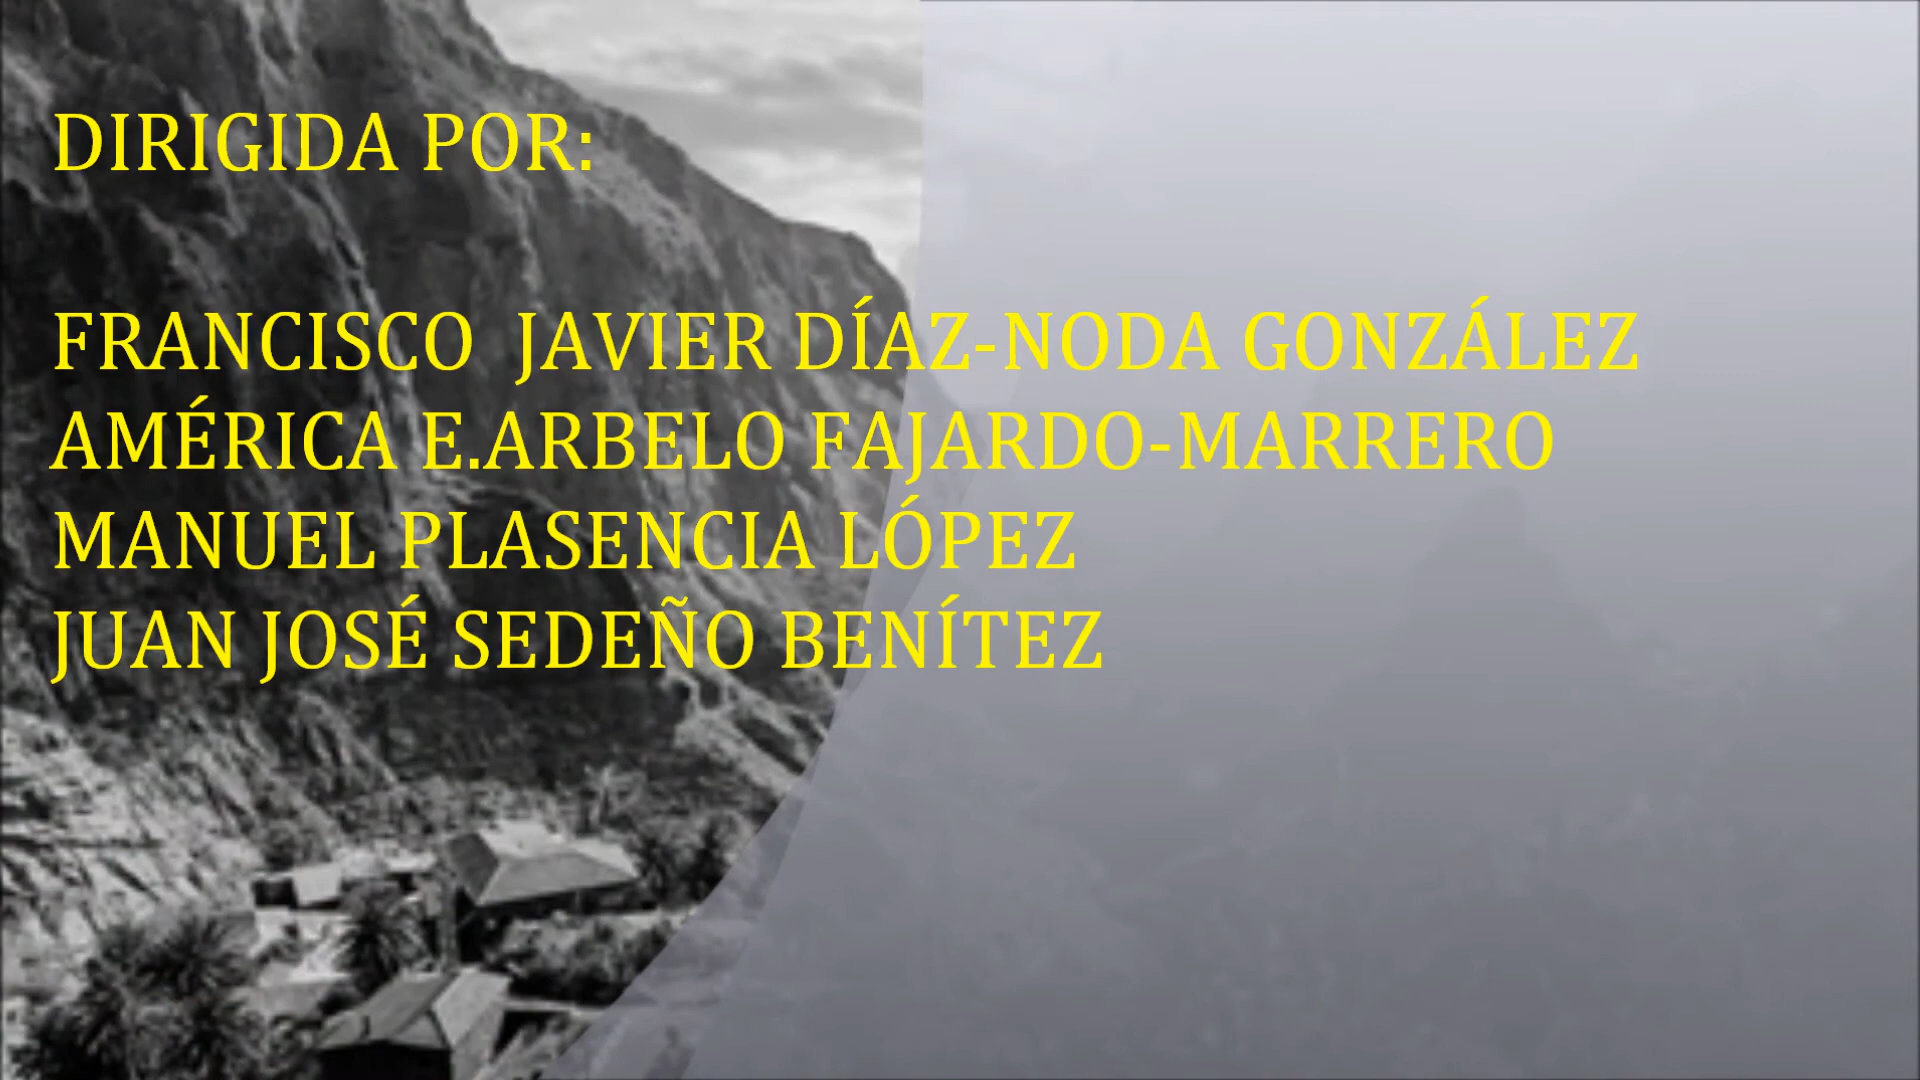 DIRIGIDA POR:
FRANCISCO JAVIER DÍAZ-NODA GONZÁLEZ
AMÉRICA E.ARBELO FAJARDO-MARRERO
MANUEL PLASENCIA LÓPEZ
JUAN JOSÉ SEDEÑO BENÍTEZ